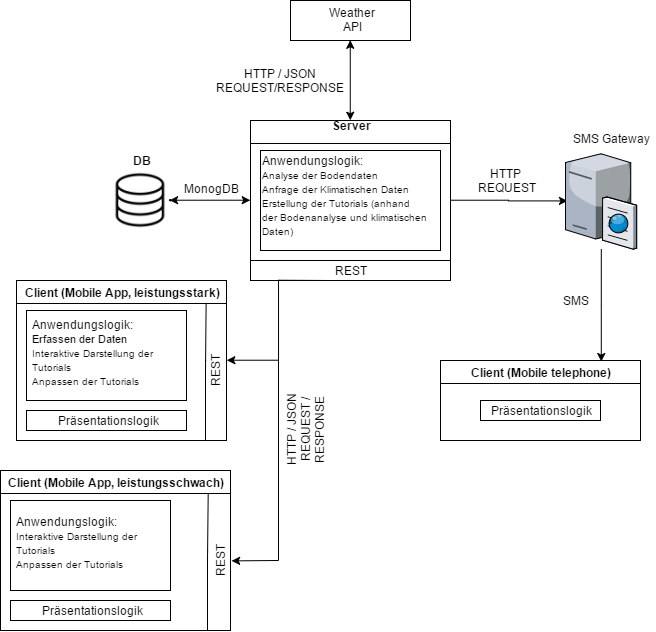 Weather
API
HTTP / JSON
REQUEST/RESPONSE
Server
Anwendungslogik:
Analyse der Bodendaten
Anfrage der Klimatischen Daten
Erstellung der Tutorials (anhand
der Bodenanalyse und klimatischen
Daten)
REST
DB
MonogDB
HTTP
REQUEST
SMS Gateway
SMS
Client (Mobile telephone)
Präsentationslogik
Client (Mobile App, leistungsstark)
Anwendungslogik:
Erfassen der Daten
Interaktive Darstellung der
Tutorials
Anpassen der Tutorials
Präsentationslogik
REST
HTTP / JSON
REQUEST /
RESPONSE
Client (Mobile App, leistungsschwach)
Anwendungslogik:
Interaktive Darstellung der
Tutorials
Anpassen der Tutorials
Präsentationslogik
REST